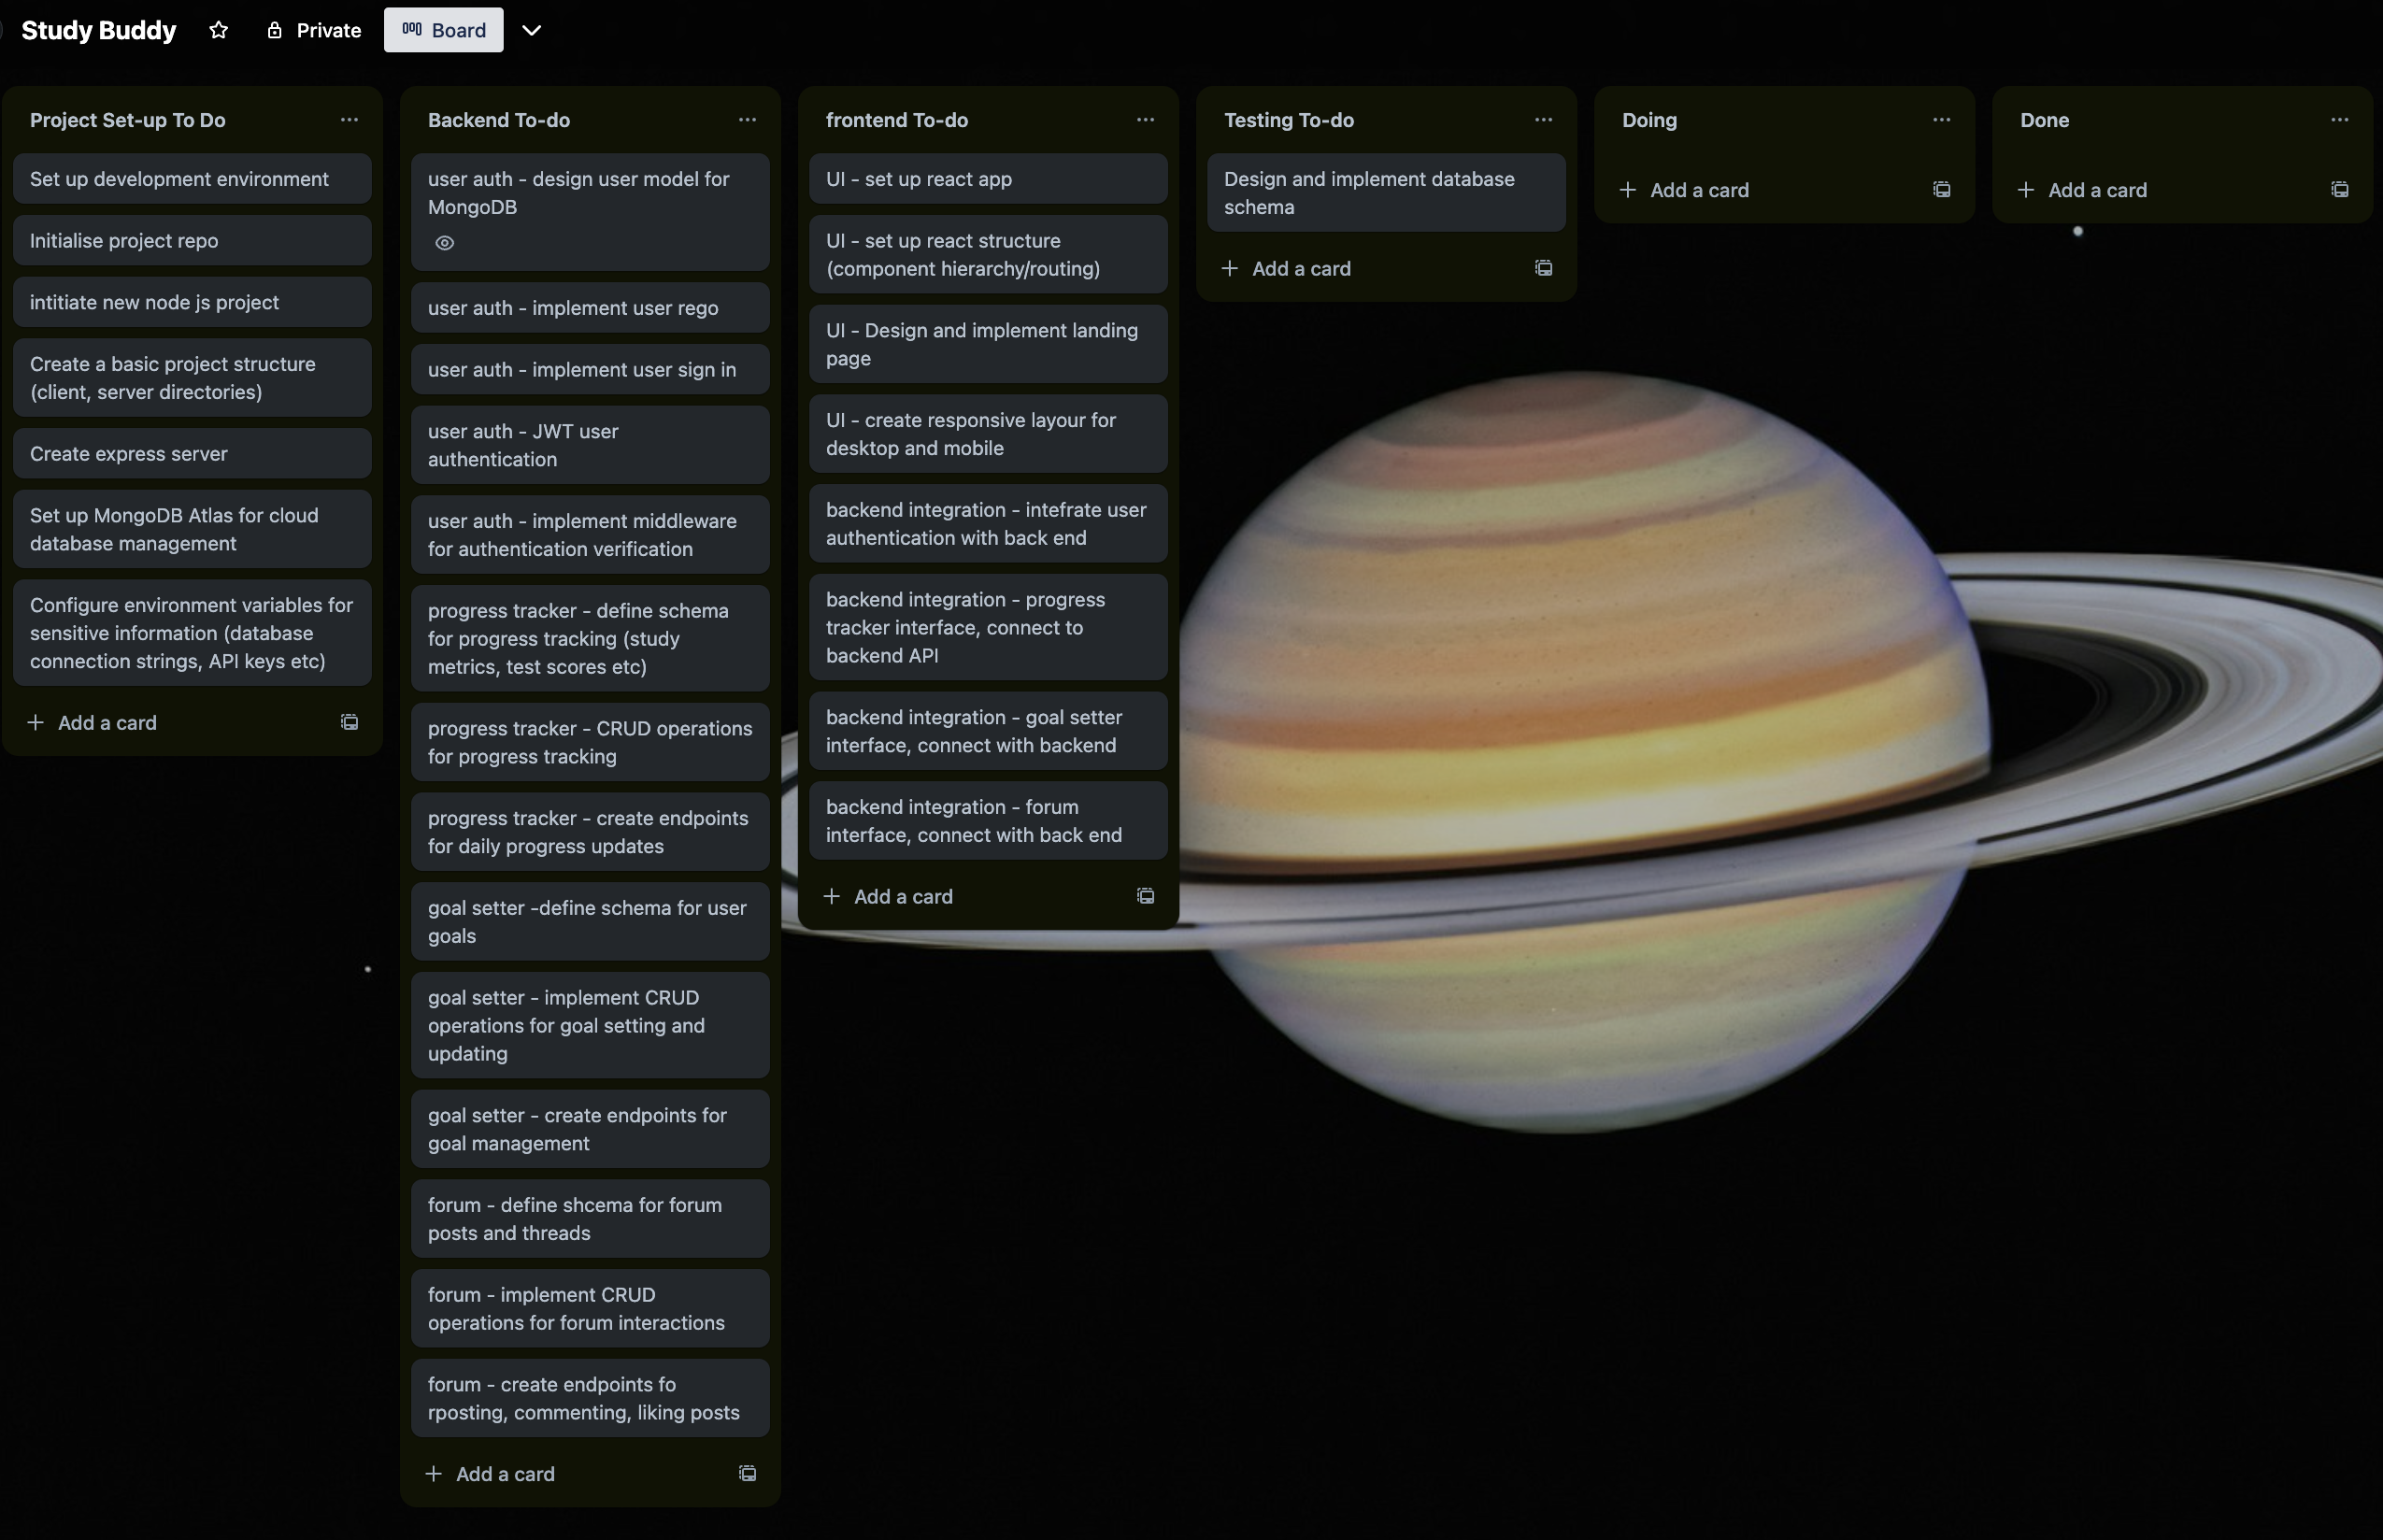 Study Buddy
Private
Board
Project Set-up To Do
Set up development environment
Initialise project repo
intitiate new node js project
Create a basic project structure
(client, server directories)
Create express server
Set up MongoDB Atlas for cloud
database management
Configure environment variables for
sensitive information (database
connection strings, API keys etc)
Add a card
Backend To-do
user auth - design user model for
MongoDB
user auth - implement user rego
user auth - implement user sign in
user auth - JWT user
authentication
user auth - implement middleware
for authentication verification
progress tracker - define schema
for progress tracking (study
metrics, test scores etc)
progress tracker - CRUD operations
for progress tracking
progress tracker - create endpoints
for daily progress updates
goal setter -define schema for user
goals
goal setter - implement CRUD
operations for goal setting and
updating
goal setter - create endpoints for
goal management
forum - define shcema for forum
posts and threads
forum - implement CRUD
operations for forum interactions
forum - create endpoints fo
rposting, commenting, liking posts
Add a card
frontend To-do
UI - set up react app
UI - set up react structure
(component hierarchy/routing)
UI - Design and implement landing
page
UI - create responsive layour for
desktop and mobile
backend integration - intefrate user
authentication with back end
backend integration - progress
tracker interface, connect to
backend API
backend integration - goal setter
interface, connect with backend
backend integration - forum
interface, connect with back end
Add a card
Testing To-do
Design and implement database
schema
Add a card
Doing
Add a card
Done
Add a card